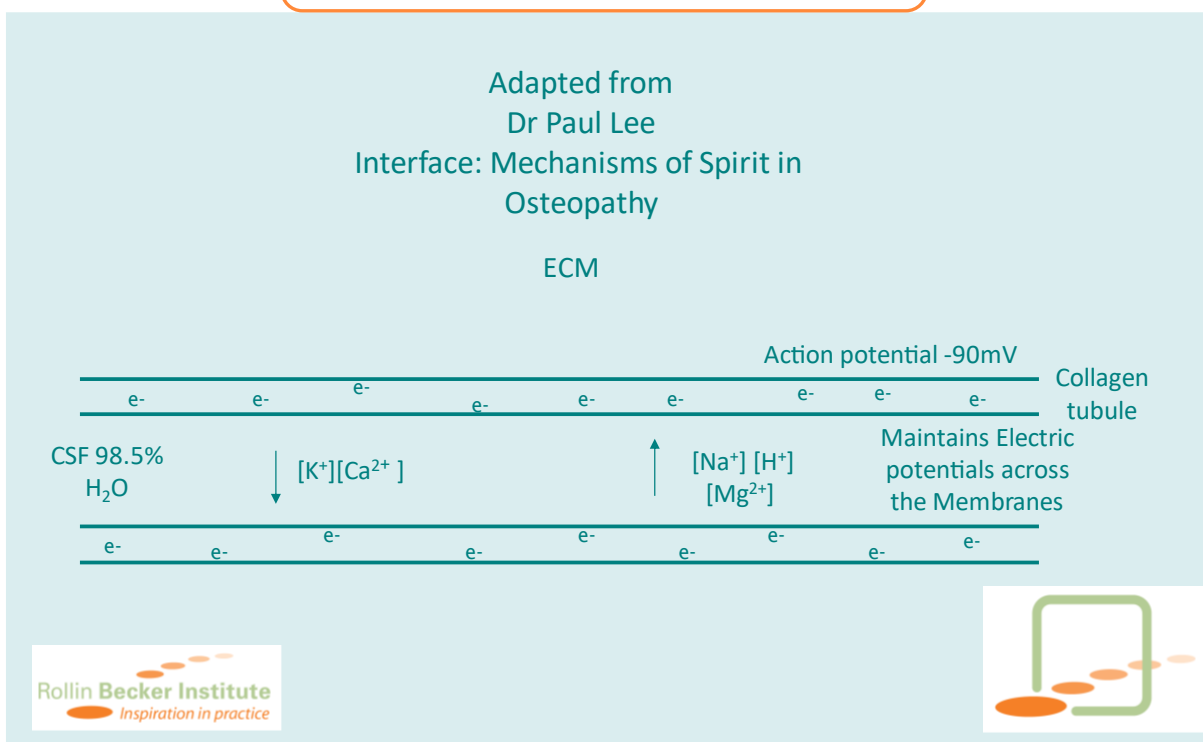 Adapted from
Dr Paul Lee
Interface: Mechanisms of Spirit in
Osteopathy
ECM
Action potential -90mV
e- e- e- e- e- e- e- e- e-
Collagen
tubule
CSF 98.5%
H₂O
[K⁺][Ca²⁺ ]
[Na⁺] [H⁺]
[Mg²⁺]
Maintains Electric
potentials across
the Membranes
e- e- e- e- e- e- e- e- e-
Rollin Becker Institute
Inspiration in practice